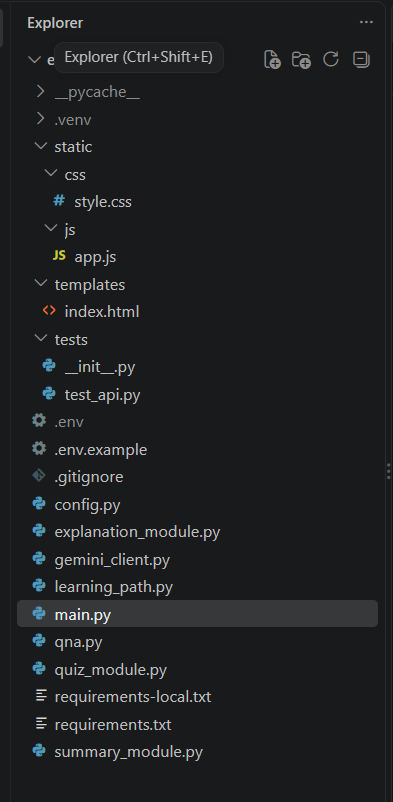 Explorer
e
Explorer (Ctrl+Shift+E)
__pycache__
.venv
static
css
# style.css
js
JS app.js
templates
<> index.html
tests
__init__.py
test_api.py
.env
.env.example
.gitignore
config.py
explanation_module.py
gemini_client.py
learning_path.py
main.py
qna.py
quiz_module.py
requirements-local.txt
requirements.txt
summary_module.py